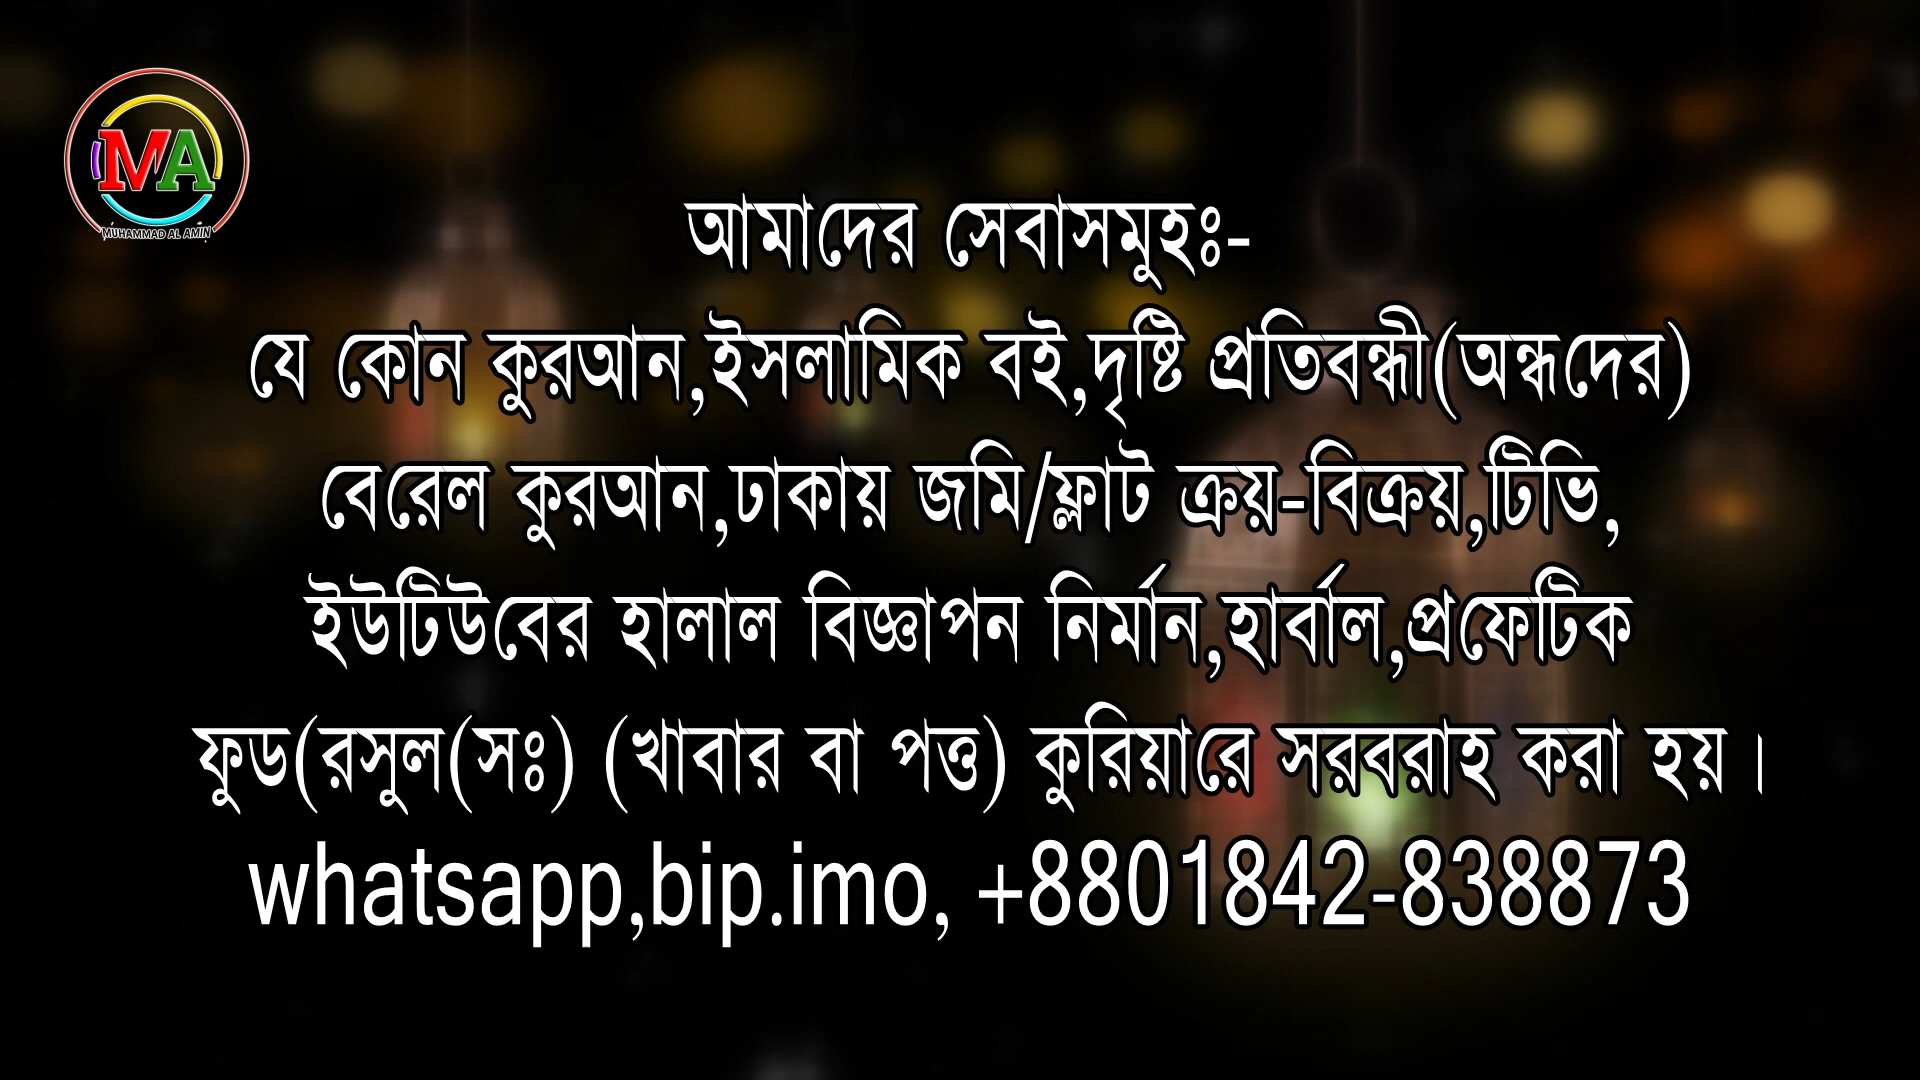 MA
MUHAMMAD AL AMIN
আমাদের সেবাসমুহঃ-
যে কোন কুরআন,ইসলামিক বই,দৃষ্টি প্রতিবন্ধী(অন্ধদের)
বেরেল কুরআন,ঢাকায় জমি/ফ্লাট ক্রয়-বিক্রয়,টিভি,
ইউটিউবের হালাল বিজ্ঞাপন নির্মান,হার্বাল,প্রফেটিক
ফুড(রসুল(সঃ) (খাবার বা পত্ত) কুরিয়ারে সরবরাহ করা হয়।
whatsapp,bip.imo, +8801842-838873